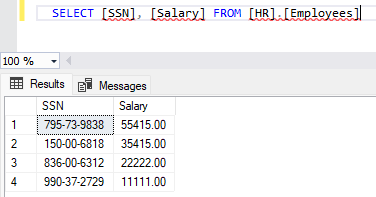 SELECT [SSN], [Salary] FROM [HR].[Employees]
100 %
Results Messages
SSN Salary
1 795-73-9838 55415.00
2 150-00-6818 35415.00
3 836-00-6312 22222.00
4 990-37-2729 11111.00